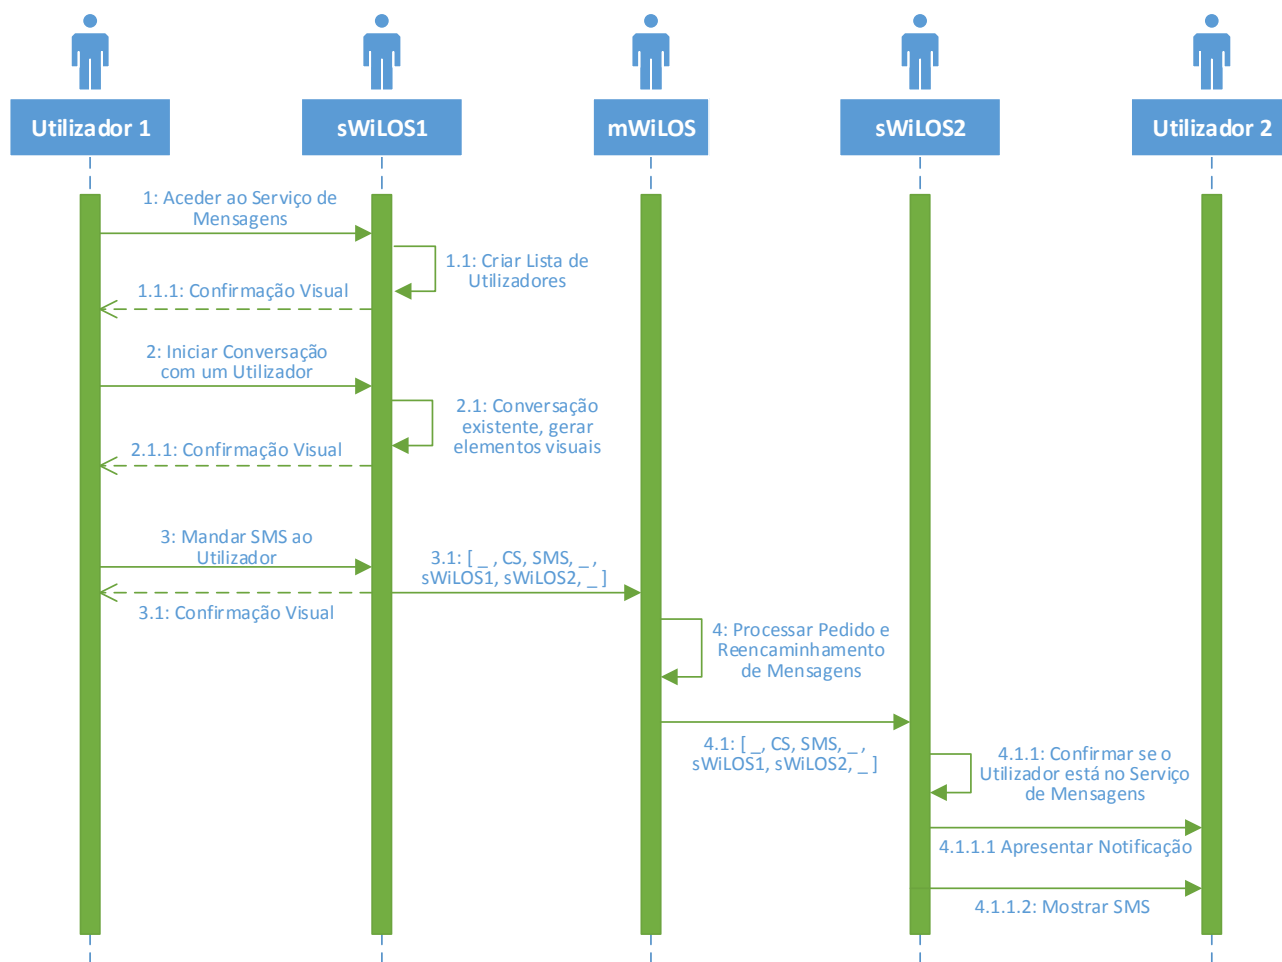 Utilizador 1
sWiLOS1
mWiLOS
sWiLOS2
Utilizador 2
1: Aceder ao Serviço de
Mensagens
1.1: Criar Lista de
Utilizadores
1.1.1: Confirmação Visual
2: Iniciar Conversação
com um Utilizador
2.1: Conversação
existente, gerar
elementos visuais
2.1.1: Confirmação Visual
3: Mandar SMS ao
Utilizador
3.1: [ _ , CS, SMS, _ ,
sWiLOS1, sWiLOS2, _ ]
3.1: Confirmação Visual
4: Processar Pedido e
Reencaminhamento
de Mensagens
4.1: [ _, CS, SMS, _ ,
sWiLOS1, sWiLOS2, _ ]
4.1.1: Confirmar se o
Utilizador está no Serviço
de Mensagens
4.1.1.1 Apresentar Notificação
4.1.1.2: Mostrar SMS